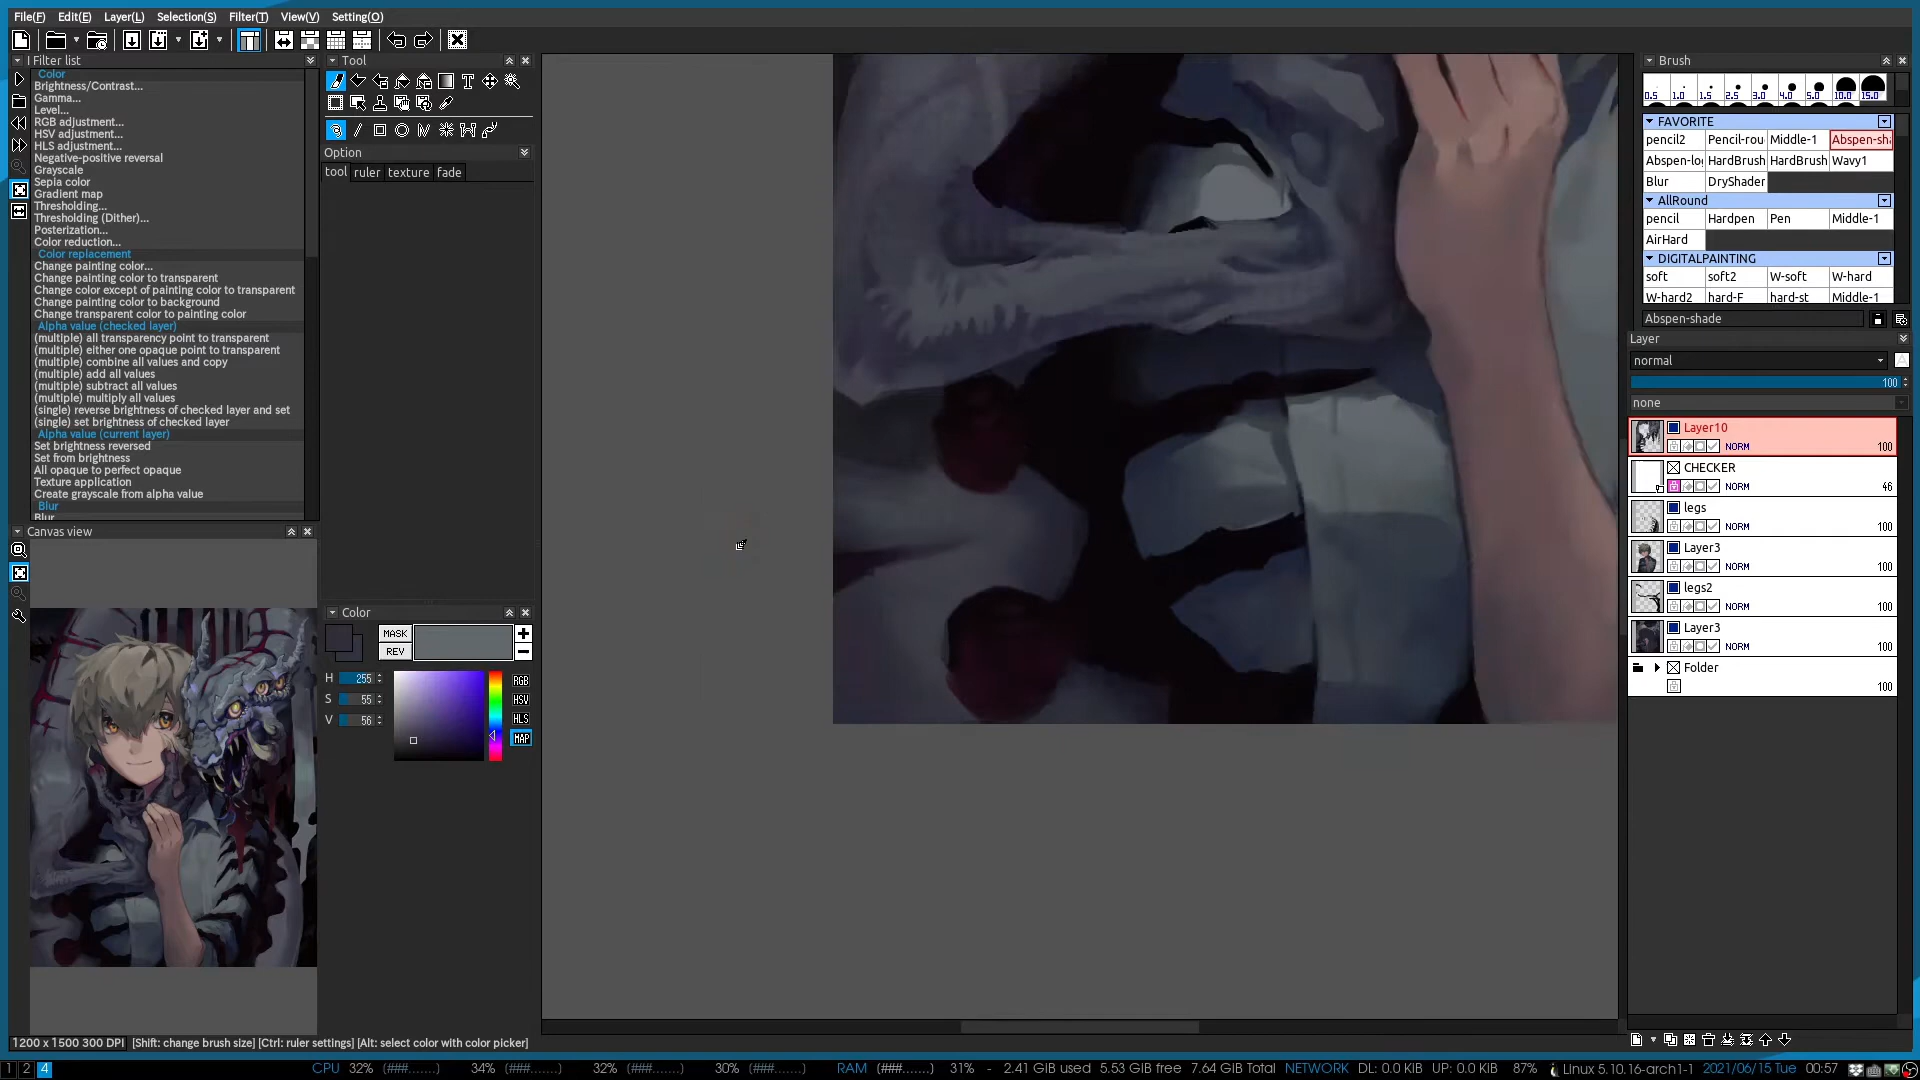 File(F) Edit(E) Layer(L) Selection(S) Filter(T) View(V) Setting(O)
Filter list
Color
Brightness/Contrast...
Gamma...
Level...
RGB adjustment...
HSV adjustment...
HLS adjustment...
Negative-positive reversal
Grayscale
Sepia color
Gradient map
Thresholding...
Thresholding (Dither)...
Posterization...
Color reduction...
Color replacement
Change painting color...
Change painting color to transparent
Change color except of painting color to transparent
Change painting color to background
Change transparent color to painting color
Alpha value (checked layer)
(multiple) all transparency point to transparent
(multiple) either one opaque point to transparent
(multiple) combine all values and copy
(multiple) add all values
(multiple) subtract all values
(multiple) multiply all values
(single) reverse brightness of checked layer and set
(single) set brightness of checked layer
Alpha value (current layer)
Set brightness reversed
Set from brightness
All opaque to perfect opaque
Texture application
Create grayscale from alpha value
Blur
Blur
Canvas view
Tool
Option
tool ruler texture fade
Color
MASK
REV
H 255
S 55
V 56
RGB
HSV
HLS
MAP
Brush
0.5 1.0 1.5 2.5 3.0 4.0 5.0 10.0 15.0
FAVORITE
pencil2 Pencil-rou Middle-1 Abspen-sh
Abspen-lo HardBrush HardBrush Wavy1
Blur DryShader
AllRound
pencil Hardpen Pen Middle-1
AirHard
DIGITALPAINTING
soft soft2 W-soft W-hard
W-hard2 hard-F hard-st Middle-1
Abspen-shade
Layer
normal
100
none
Layer10
NORM 100
CHECKER
NORM 46
legs
NORM 100
Layer3
NORM 100
legs2
NORM 100
Layer3
NORM 100
Folder
100
1200 x 1500 300 DPI [Shift: change brush size] [Ctrl: ruler settings] [Alt: select color with color picker]
1 2 4 CPU 32% (###.......) 34% (###.......) 32% (###.......) 30% (###.......) RAM (###.......) 31% - 2.41 GiB used 5.53 GiB free 7.64 GiB Total NETWORK DL: 0.0 KiB UP: 0.0 KiB 87% Linux 5.10.16-arch1-1 2021/06/15 Tue 00:57